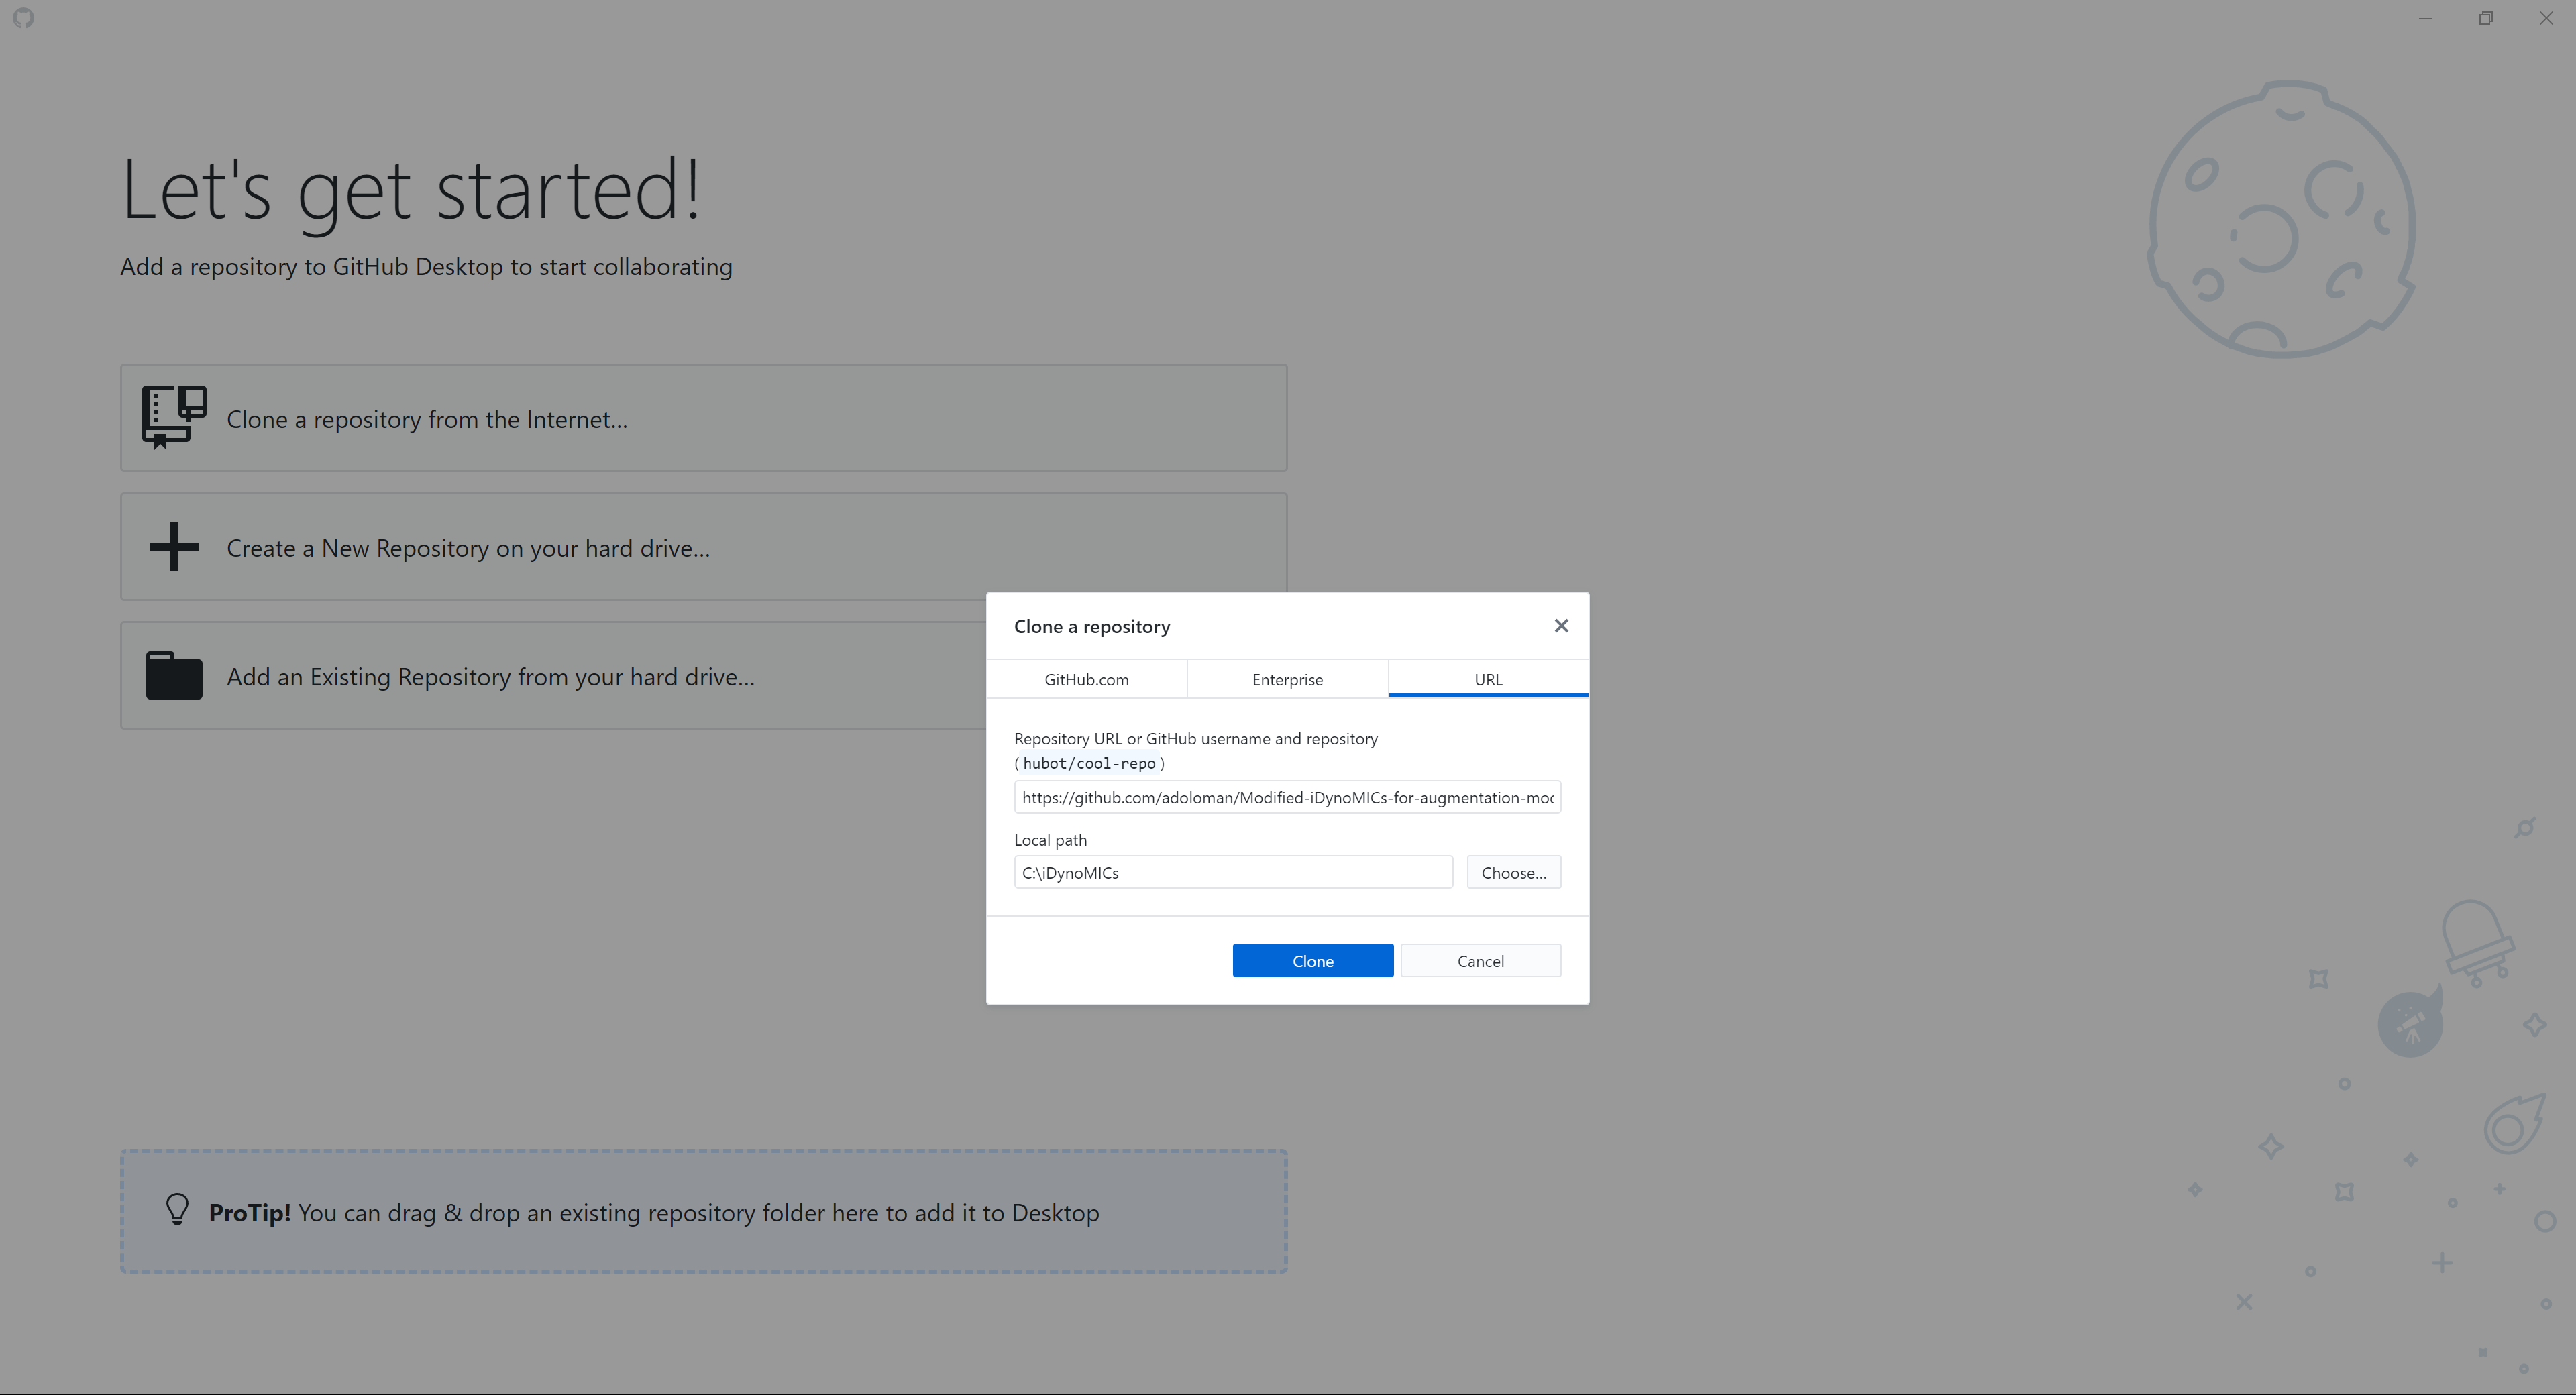 Let's get started!
Add a repository to GitHub Desktop to start collaborating
Clone a repository from the Internet...
Create a New Repository on your hard drive...
Add an Existing Repository from your hard drive...
Clone a repository
GitHub.com
Enterprise
URL
Repository URL or GitHub username and repository
(hubot/cool-repo)
https://github.com/adoloman/Modified-iDynoMICs-for-augmentation-mod
Local path
C:\iDynoMICs
Choose...
Clone
Cancel
ProTip! You can drag & drop an existing repository folder here to add it to Desktop